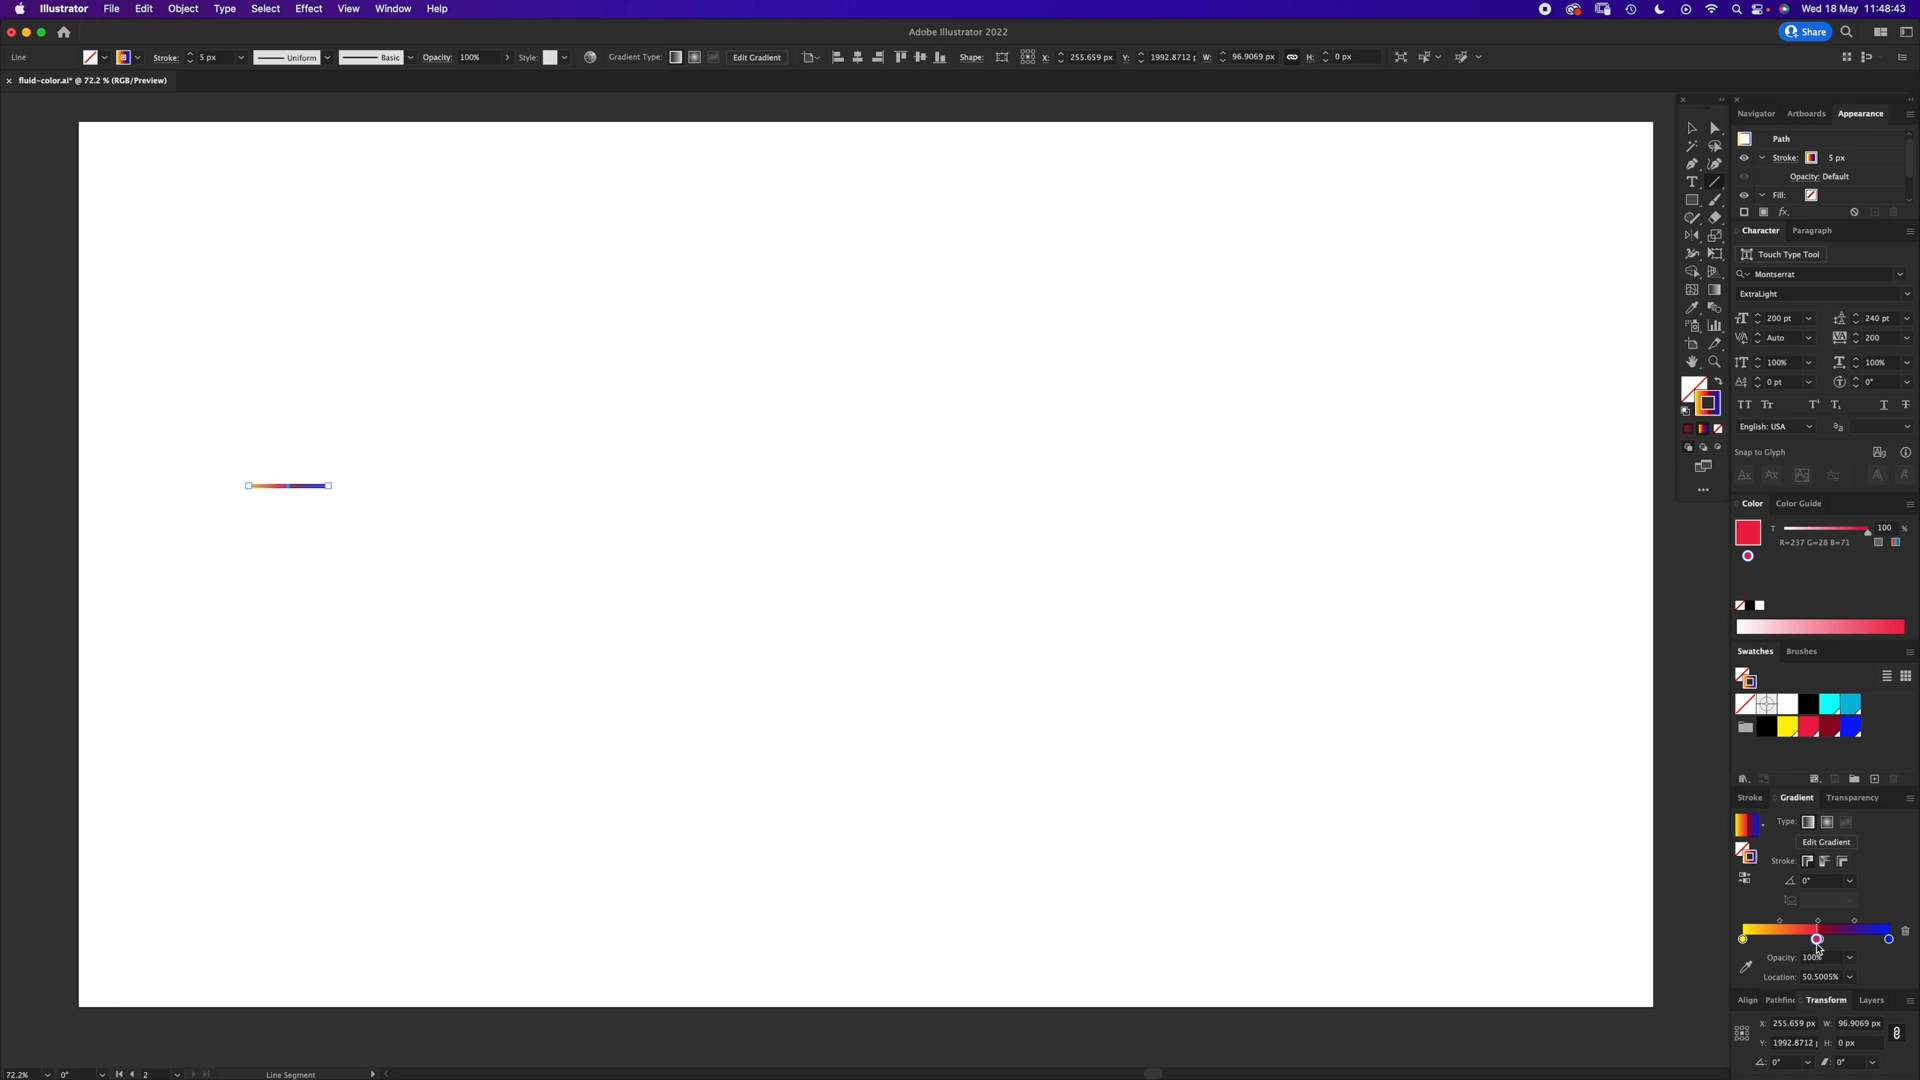 Illustrator File Edit Object Type Select Effect View Window Help Wed 18 May 11:48:43
Adobe Illustrator 2022 Share
Line Stroke: 5 px Uniform Basic Opacity: 100% Style: Gradient Type: Edit Gradient Shape: X: 255.659 px Y: 1992.8712 W: 96.9069 px H: 0 px
× fluid-color.ai* @ 72.2 % (RGB/Preview)
Navigator Artboards Appearance
Path
Stroke: 5 px
Opacity: Default
Fill:
fx
Character Paragraph
Touch Type Tool
Montserrat
ExtraLight
200 pt 240 pt
Auto 200
100% 100%
0 pt 0°
English: USA
Snap to Glyph
Color Color Guide
T 100 %
R=237 G=28 B=71
Swatches Brushes
Stroke Gradient Transparency
Type:
Edit Gradient
Stroke:
0°
Opacity: 100%
Location: 50.5005%
Align Pathfin Transform Layers
X: 255.659 px W: 96.9069 px
Y: 1992.8712 H: 0 px
0° 0°
72.2% 0° 2 Line Segment